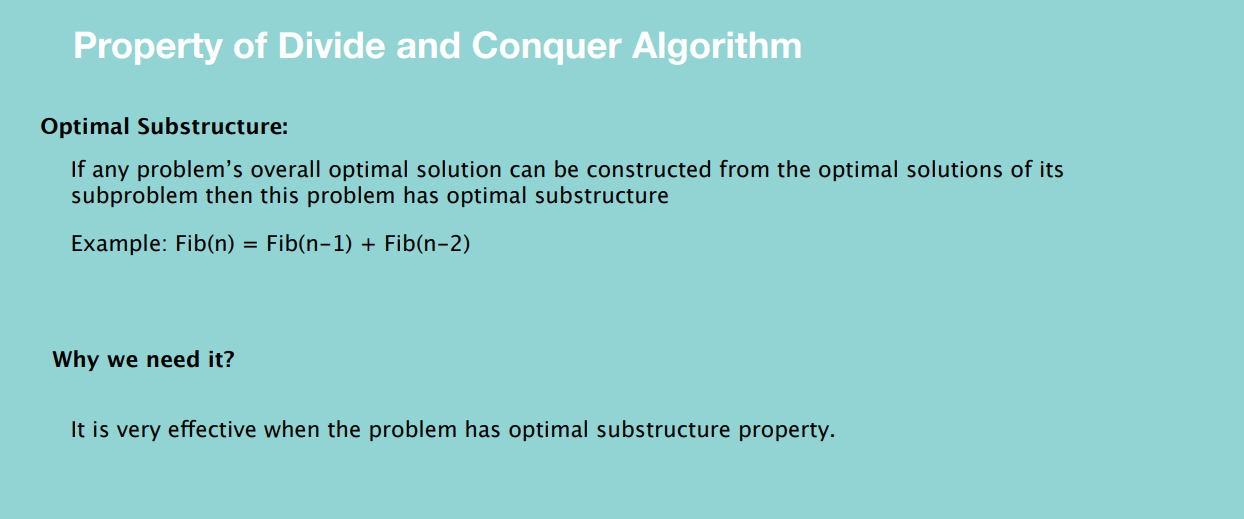 Property of Divide and Conquer Algorithm
Optimal Substructure:
If any problem’s overall optimal solution can be constructed from the optimal solutions of its
subproblem then this problem has optimal substructure
Example: Fib(n) = Fib(n-1) + Fib(n-2)
Why we need it?
It is very effective when the problem has optimal substructure property.